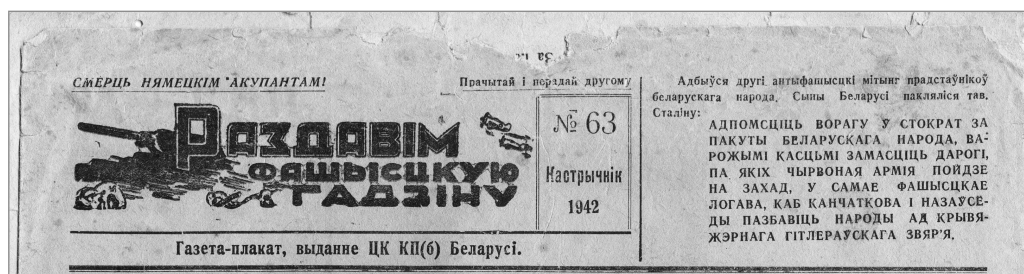 СМЕРЦЬ НЯМЕЦКІМ АКУПАНТАМ!
Прачытай і перадай другому
РАЗДАВІМ
ФАШЫСЦКУЮ
ГАДЗІНУ
№ 63
Кастрычнік
1942
Газета-плакат, выданне ЦК КП(б) Беларусі.
Адбыўся другі антыфашысцкі мітынг прадстаўнікоў
беларускага народа. Сыны Беларусі пакляліся тав.
Сталіну:
АДПОМСЦІЦЬ ВОРАГУ Ў СТОКРАТ ЗА
ПАКУТЫ БЕЛАРУСКАГА НАРОДА, ВА-
РОЖЫМІ КАСЦЬМІ ЗАМАСЦІЦЬ ДАРОГІ,
ПА ЯКІХ ЧЫРВОНАЯ АРМІЯ ПОЙДЗЕ
НА ЗАХАД, У САМАЕ ФАШЫСЦКАЕ
ЛОГАВА, КАБ КАНЧАТКОВА І НАЗАЎСЕ-
ДЫ ПАЗБАВІЦЬ НАРОДЫ АД КРЫВЯ-
ЖЭРНАГА ГІТЛЕРАЎСКАГА ЗВЯР'Я.